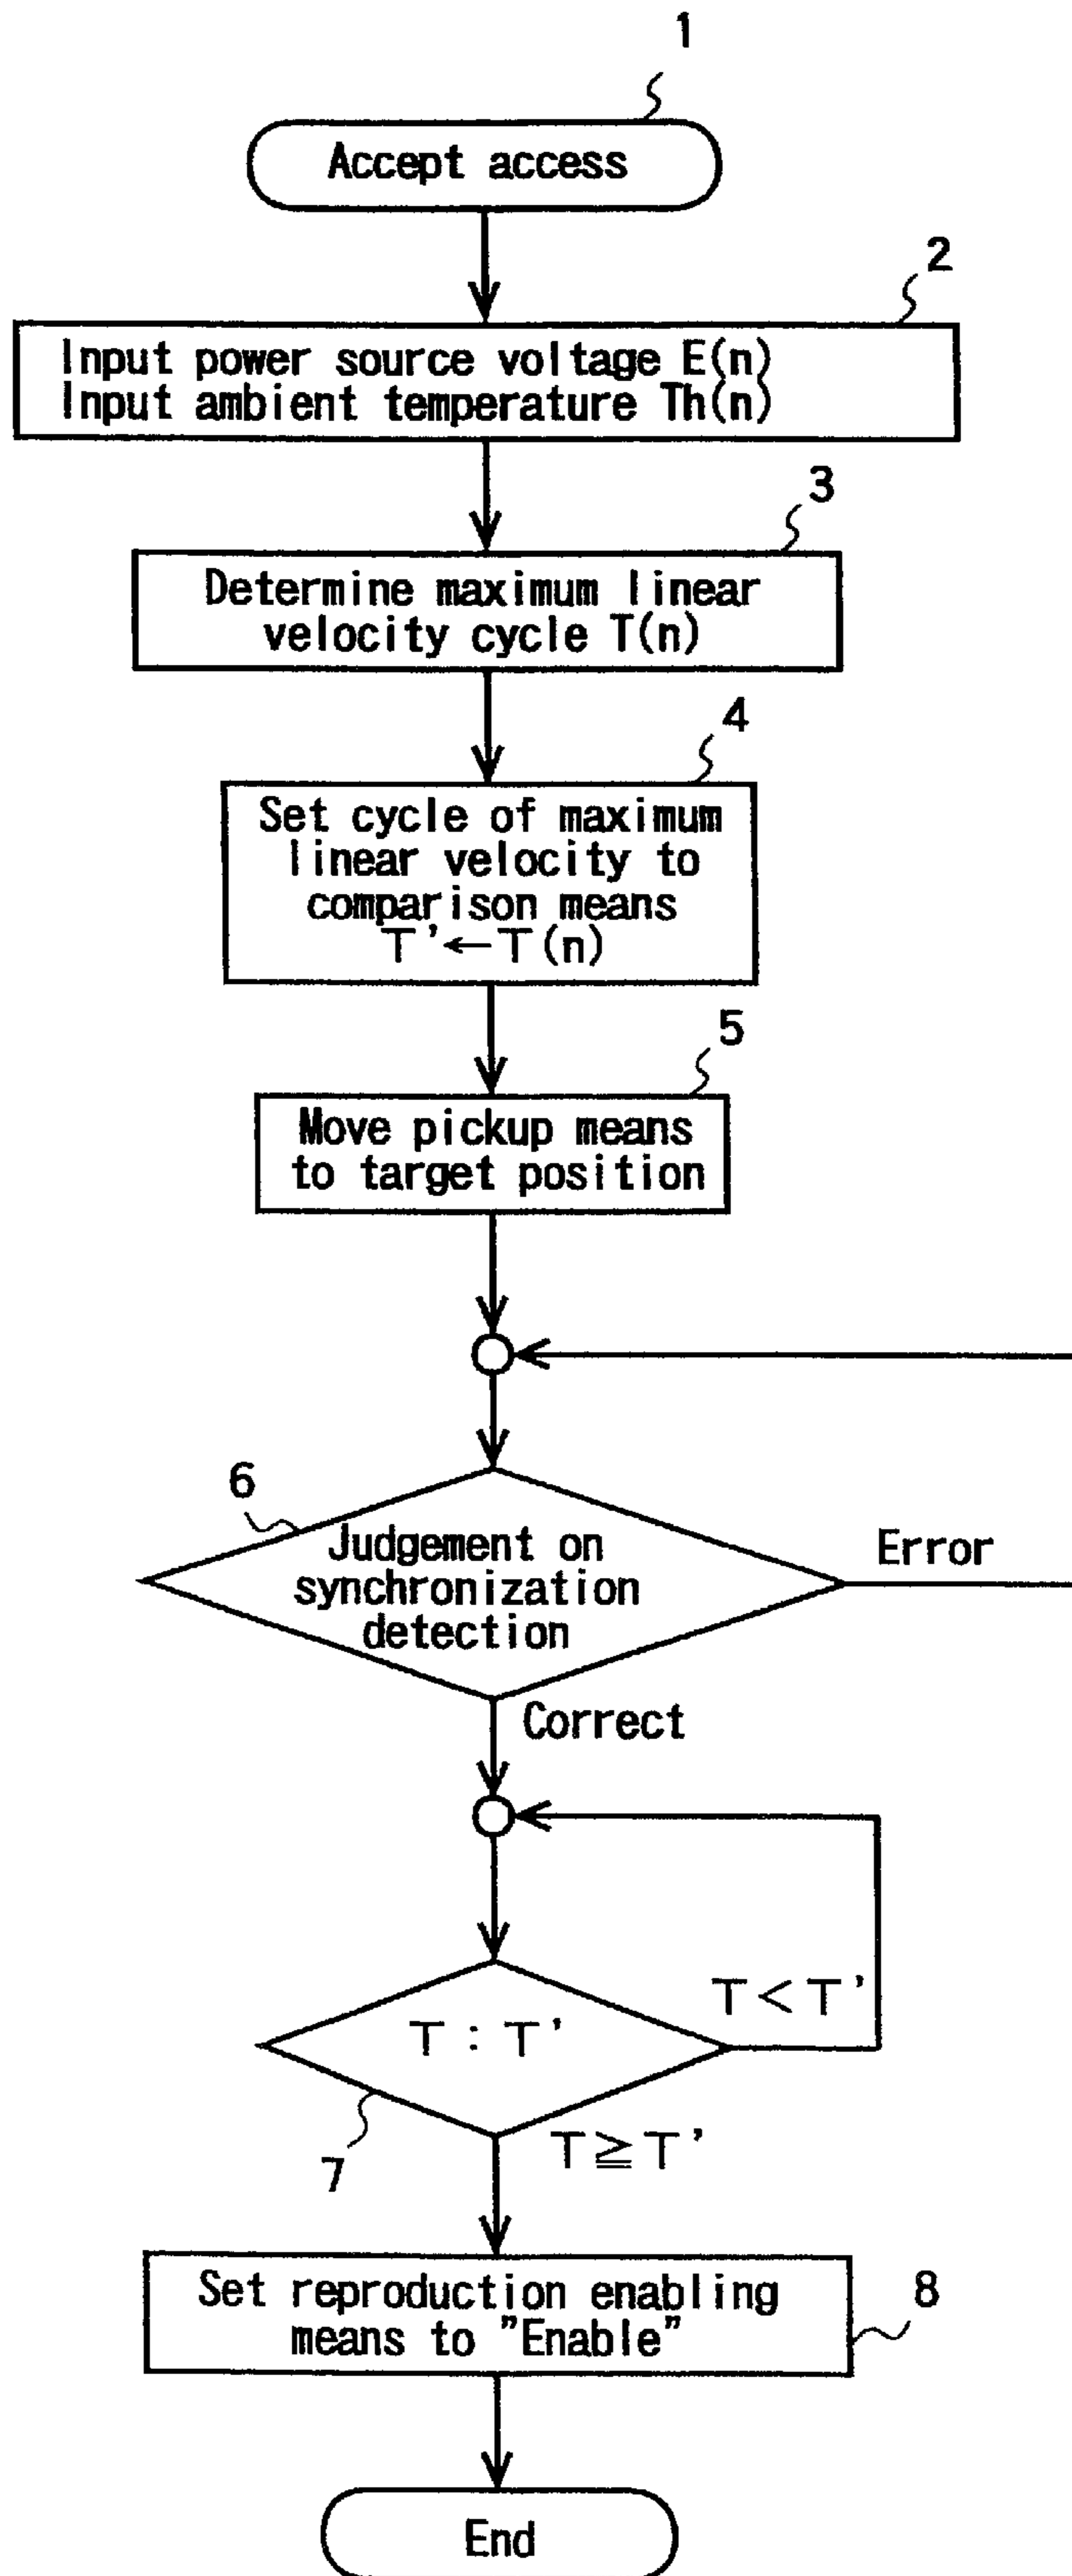 1
Accept access
2
Input power source voltage E(n)
Input ambient temperature Th(n)
3
Determine maximum linear
velocity cycle T(n)
4
Set cycle of maximum
linear velocity to
comparison means
T'←T(n)
5
Move pickup means
to target position
6
Judgement on
synchronization
detection
Error
Correct
T<T'
T:T'
7
T≧T'
Set reproduction enabling
means to "Enable"
8
End